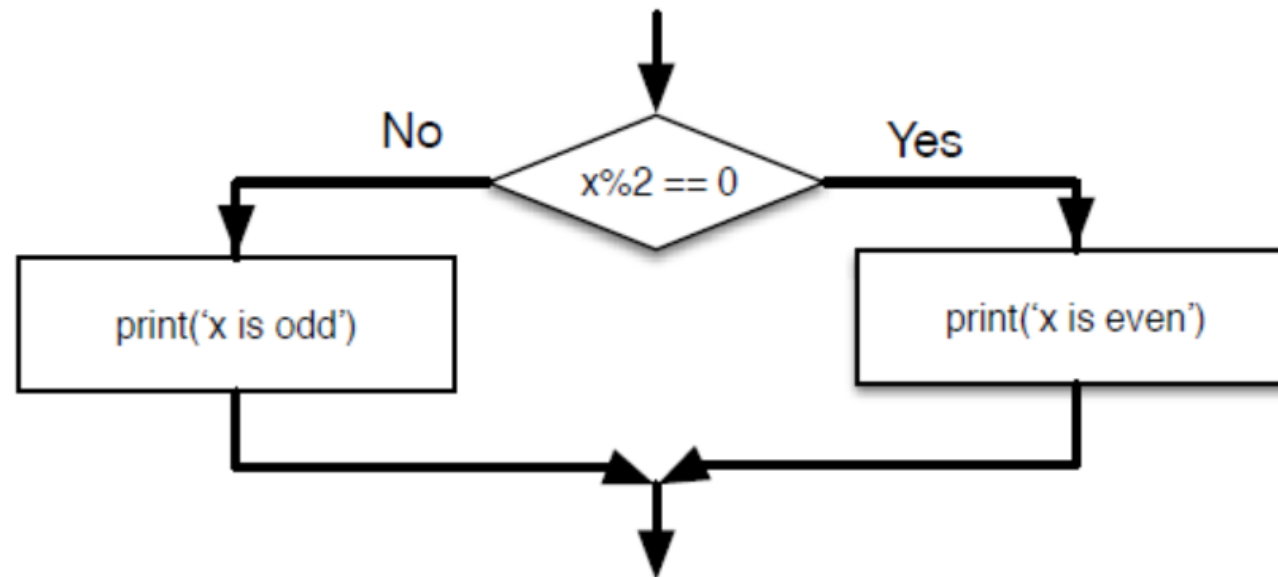 No
Yes
x%2 == 0
print(‘x is odd’)
print(‘x is even’)